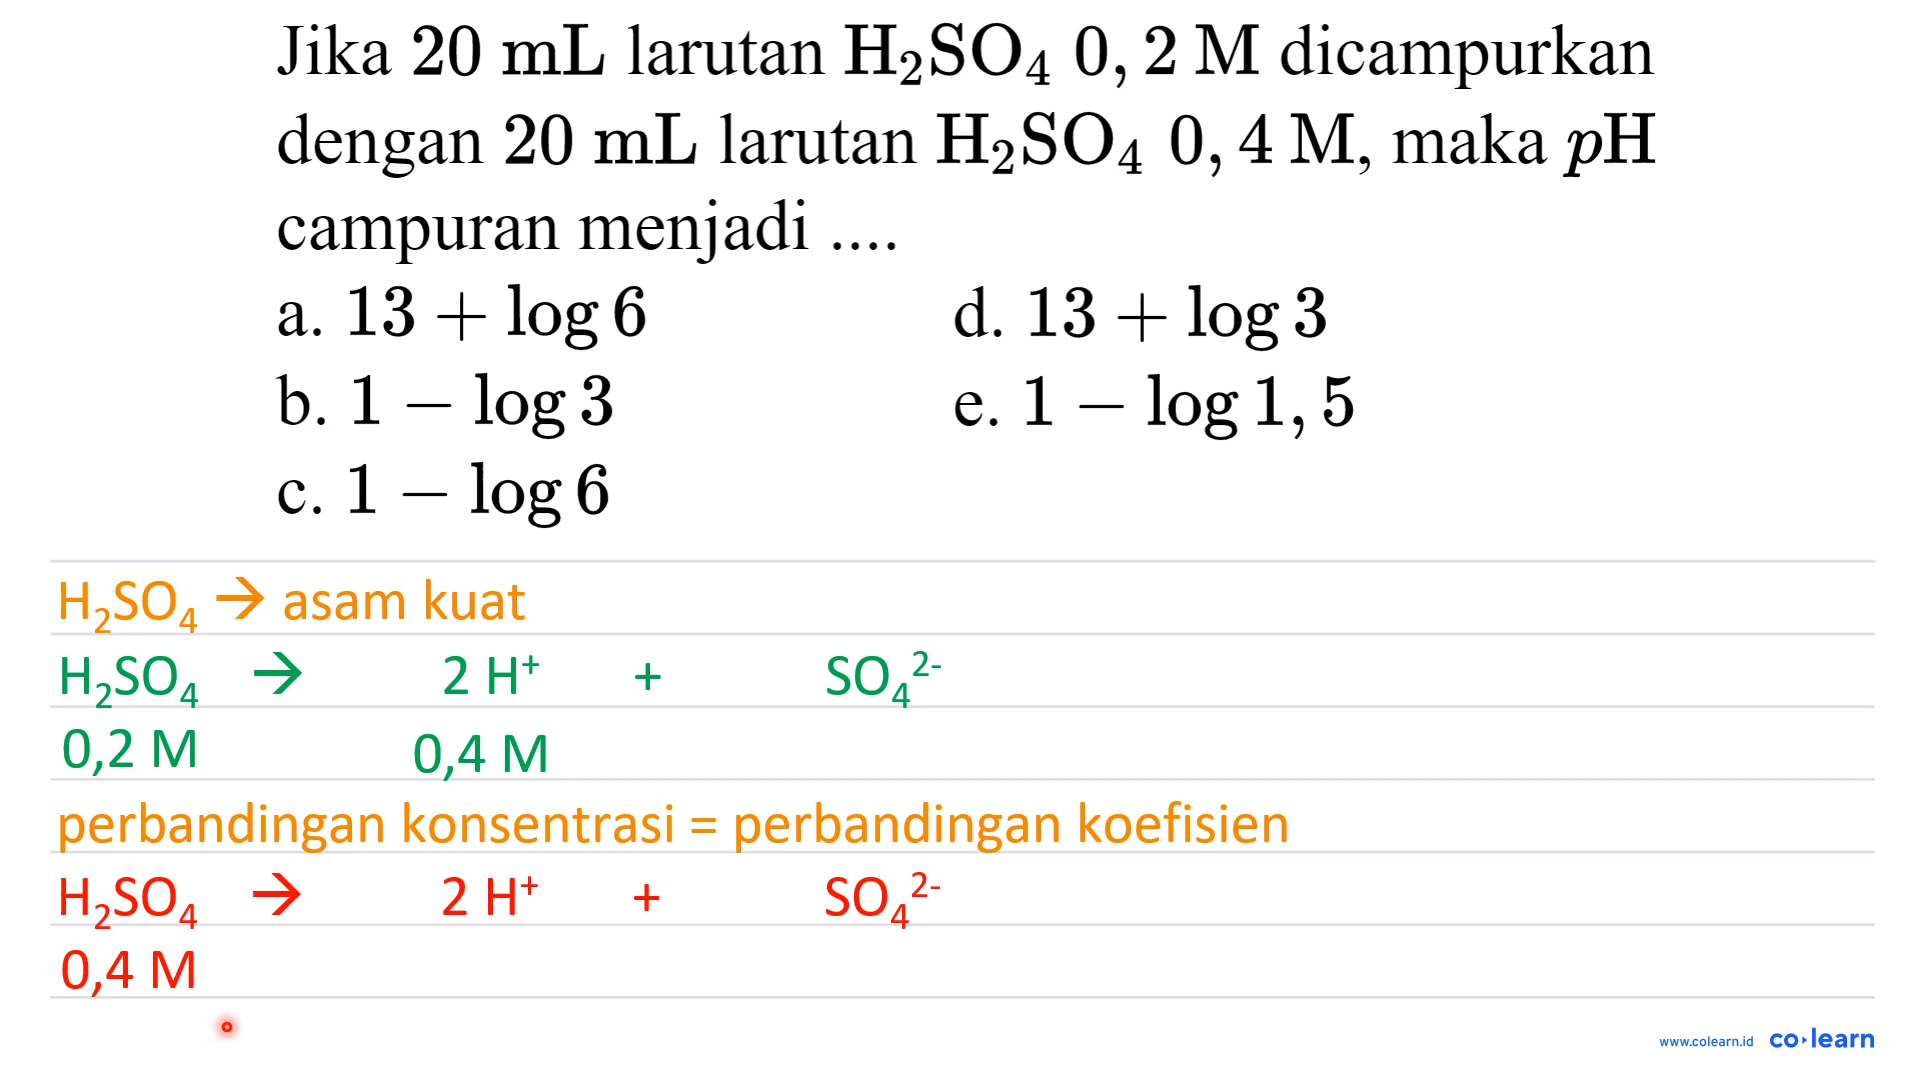 Jika 20 mL larutan H₂SO₄ 0, 2 M dicampurkan
dengan 20 mL larutan H₂SO₄ 0, 4 M, maka pH
campuran menjadi ....
a. 13 + log 6
d. 13 + log 3
b. 1 − log 3
e. 1 − log 1, 5
c. 1 − log 6
H₂SO₄ → asam kuat
H₂SO₄ → 2 H⁺ + SO₄²⁻
0,2 M 0,4 M
perbandingan konsentrasi = perbandingan koefisien
H₂SO₄ → 2 H⁺ + SO₄²⁻
0,4 M
www.colearn.id co learn